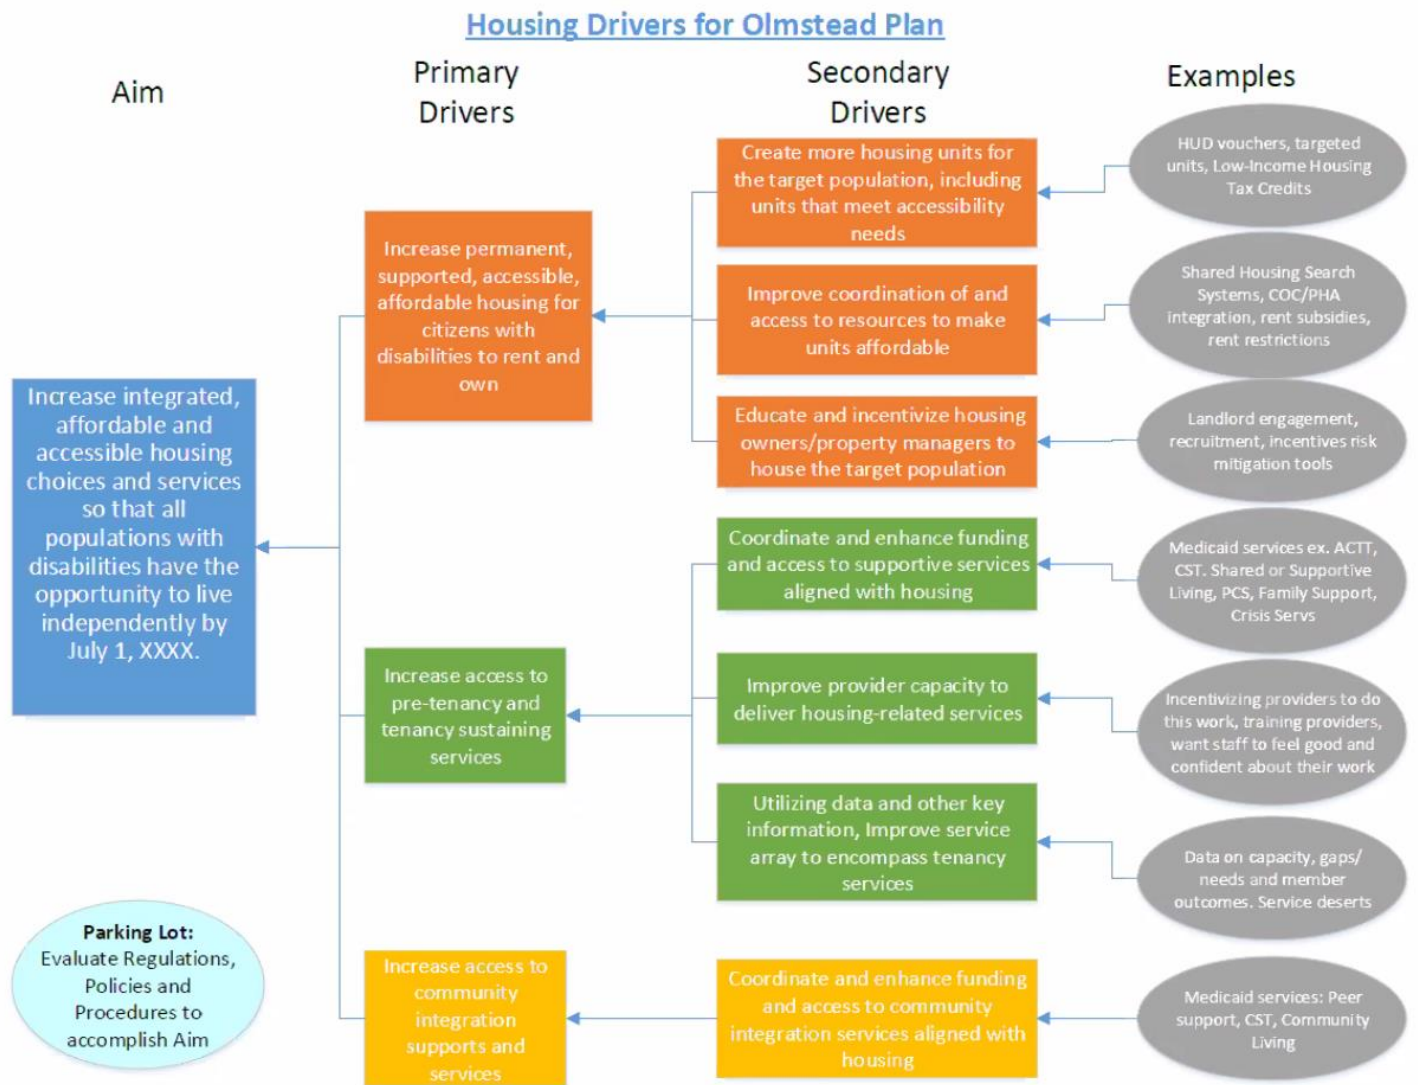 Housing Drivers for Olmstead Plan
Aim
Primary
Drivers
Secondary
Drivers
Examples
Increase integrated,
affordable and
accessible housing
choices and services
so that all
populations with
disabilities have the
opportunity to live
independently by
July 1, XXXX.
Increase permanent,
supported, accessible,
affordable housing for
citizens with
disabilities to rent and
own
Create more housing units for
the target population, including
units that meet accessibility
needs
HUD vouchers, targeted
units, Low-Income Housing
Tax Credits
Improve coordination of and
access to resources to make
units affordable
Shared Housing Search
Systems, COC/PHA
integration, rent subsidies,
rent restrictions
Educate and incentivize housing
owners/property managers to
house the target population
Landlord engagement,
recruitment, incentives risk
mitigation tools
Increase access to
pre-tenancy and
tenancy sustaining
services
Coordinate and enhance funding
and access to supportive services
aligned with housing
Medicaid services ex. ACTT,
CST. Shared or Supportive
Living, PCS, Family Support,
Crisis Servs
Improve provider capacity to
deliver housing-related services
Incentivizing providers to do
this work, training providers,
want staff to feel good and
confident about their work
Utilizing data and other key
information, Improve service
array to encompass tenancy
services
Data on capacity, gaps/
needs and member
outcomes. Service deserts
Increase access to
community
integration
supports and
services
Coordinate and enhance funding
and access to community
integration services aligned with
housing
Medicaid services: Peer
support, CST, Community
Living
Parking Lot:
Evaluate Regulations,
Policies and
Procedures to
accomplish Aim